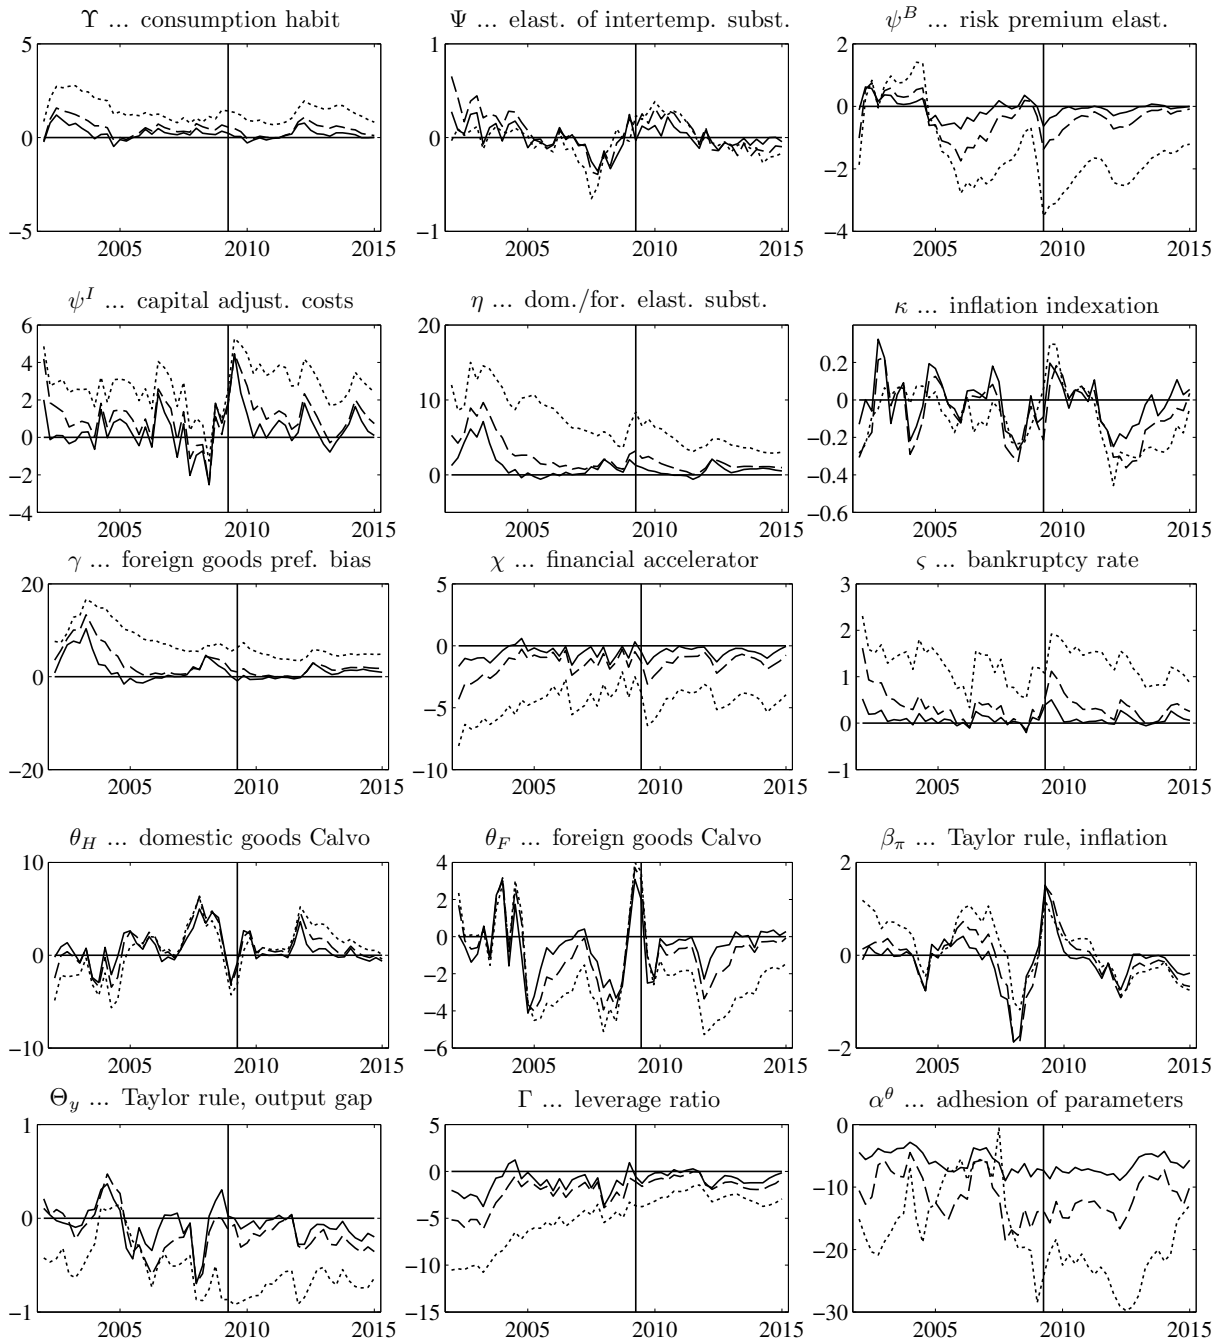 ϒ ... consumption habit
5
0
−5
2005 2010 2015
Ψ ... elast. of intertemp. subst.
1
0
−1
2005 2010 2015
ψ^B ... risk premium elast.
2
0
−2
−4
2005 2010 2015
ψ^I ... capital adjust. costs
6
4
2
0
−2
−4
2005 2010 2015
η ... dom./for. elast. subst.
20
10
0
2005 2010 2015
κ ... inflation indexation
0.2
0
−0.2
−0.4
−0.6
2005 2010 2015
γ ... foreign goods pref. bias
20
0
−20
2005 2010 2015
χ ... financial accelerator
5
0
−5
−10
2005 2010 2015
ς ... bankruptcy rate
3
2
1
0
−1
2005 2010 2015
θ_H ... domestic goods Calvo
10
0
−10
2005 2010 2015
θ_F ... foreign goods Calvo
4
2
0
−2
−4
−6
2005 2010 2015
β_π ... Taylor rule, inflation
2
0
−2
2005 2010 2015
Θ_y ... Taylor rule, output gap
1
0
−1
2005 2010 2015
Γ ... leverage ratio
5
0
−5
−10
−15
2005 2010 2015
α^θ ... adhesion of parameters
0
−10
−20
−30
2005 2010 2015